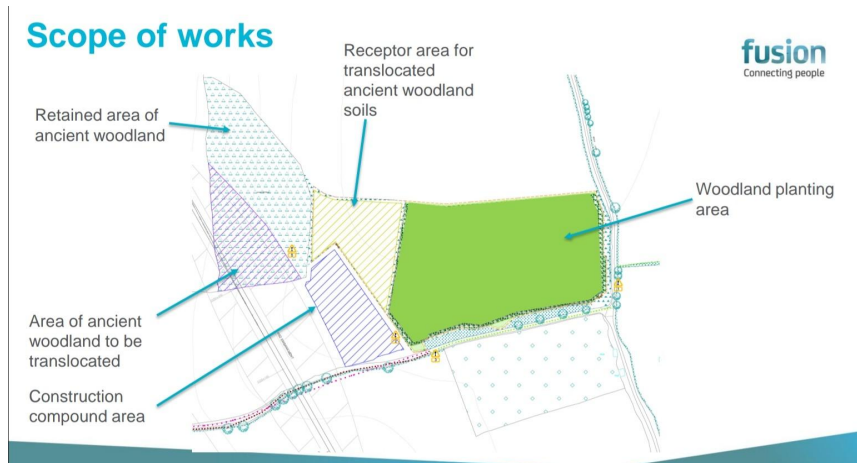 Scope of works
fusion
Connecting people
Receptor area for
translocated
ancient woodland
soils
Retained area of
ancient woodland
Woodland planting
area
Area of ancient
woodland to be
translocated
Construction
compound area